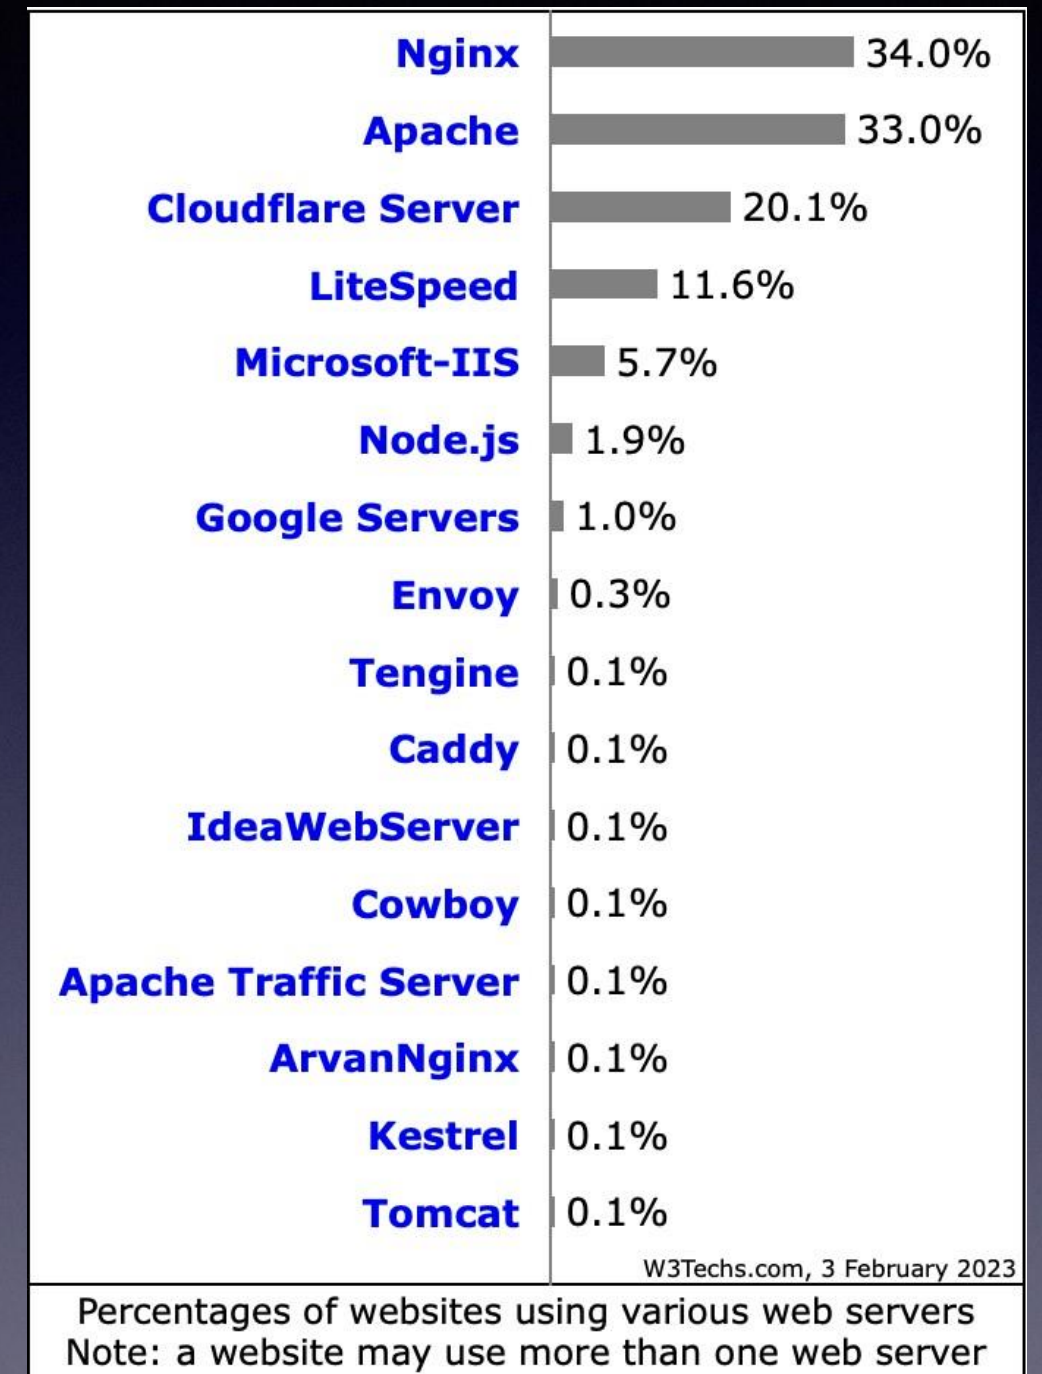 Nginx 34.0%
Apache 33.0%
Cloudflare Server 20.1%
LiteSpeed 11.6%
Microsoft-IIS 5.7%
Node.js 1.9%
Google Servers 1.0%
Envoy 0.3%
Tengine 0.1%
Caddy 0.1%
IdeaWebServer 0.1%
Cowboy 0.1%
Apache Traffic Server 0.1%
ArvanNginx 0.1%
Kestrel 0.1%
Tomcat 0.1%
W3Techs.com, 3 February 2023
Percentages of websites using various web servers
Note: a website may use more than one web server